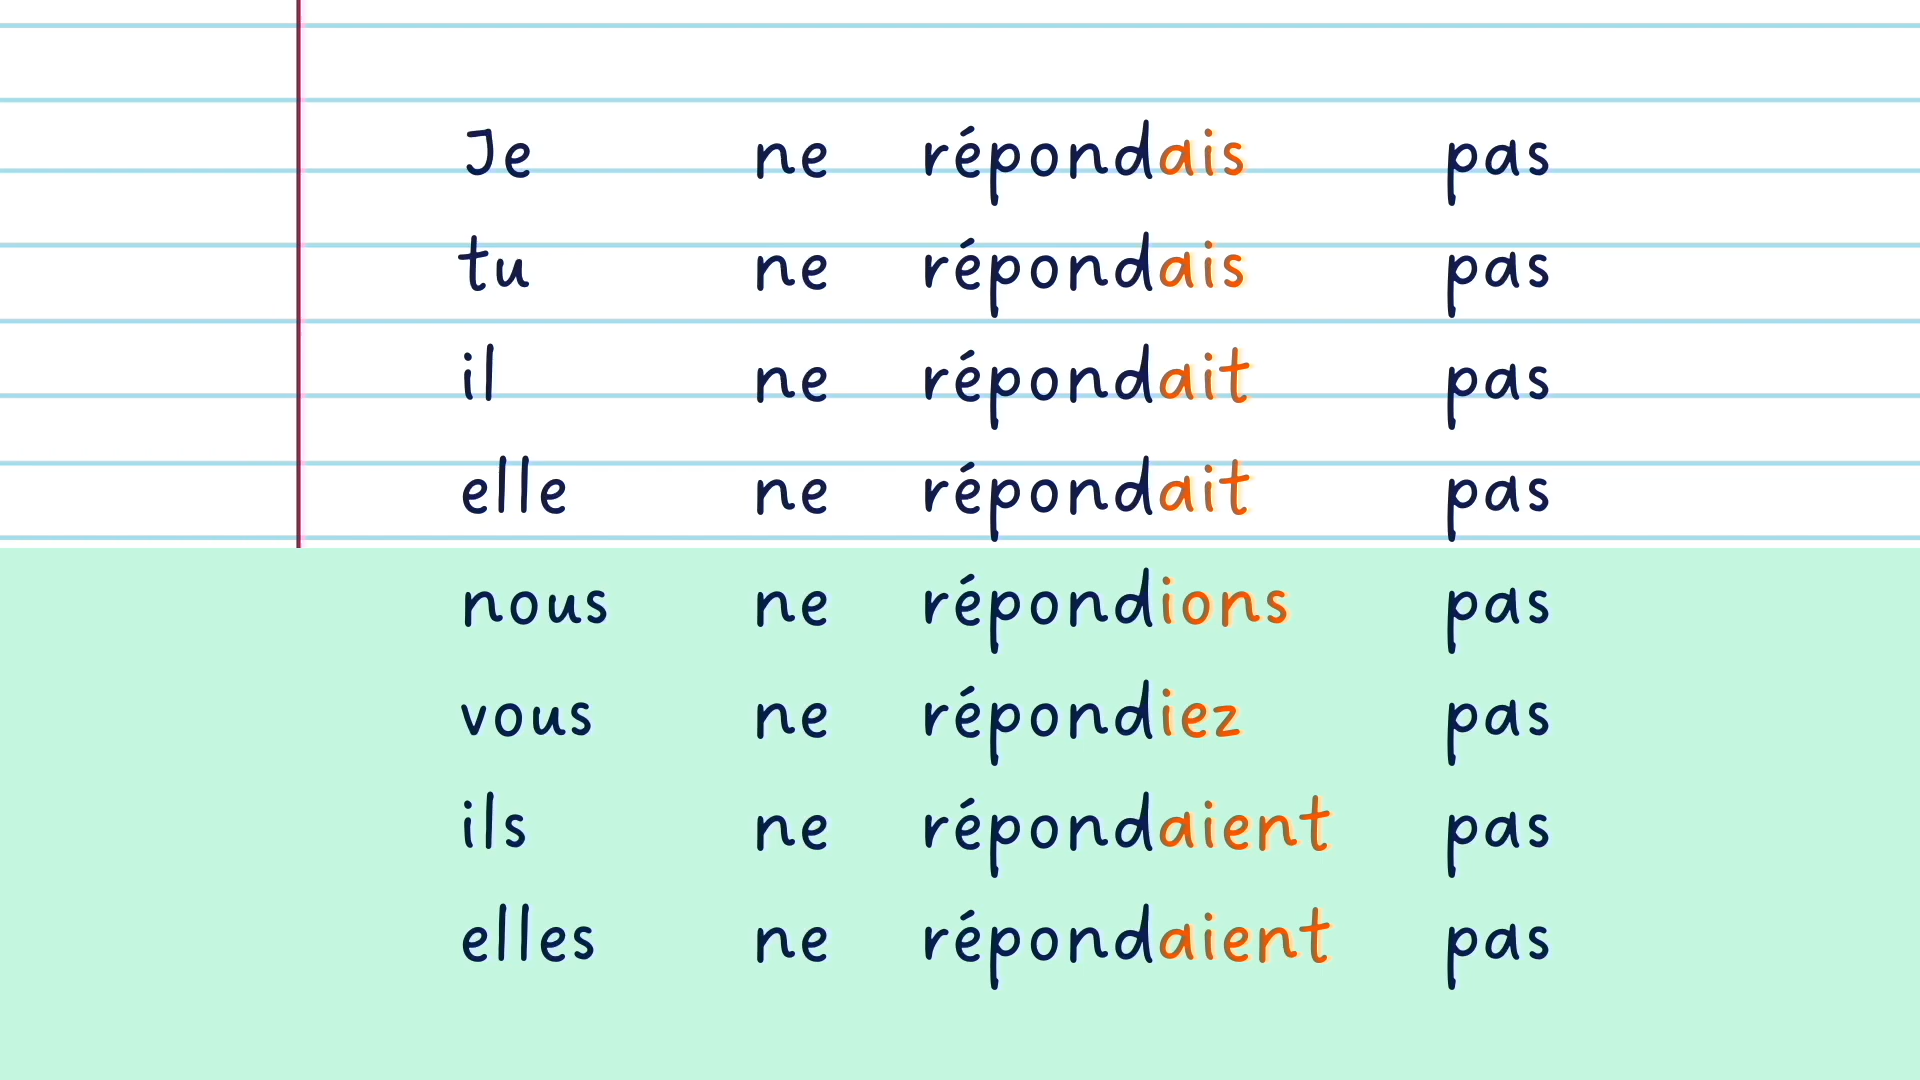 Je ne répondais pas
tu ne répondais pas
il ne répondait pas
elle ne répondait pas
nous ne répondions pas
vous ne répondiez pas
ils ne répondaient pas
elles ne répondaient pas